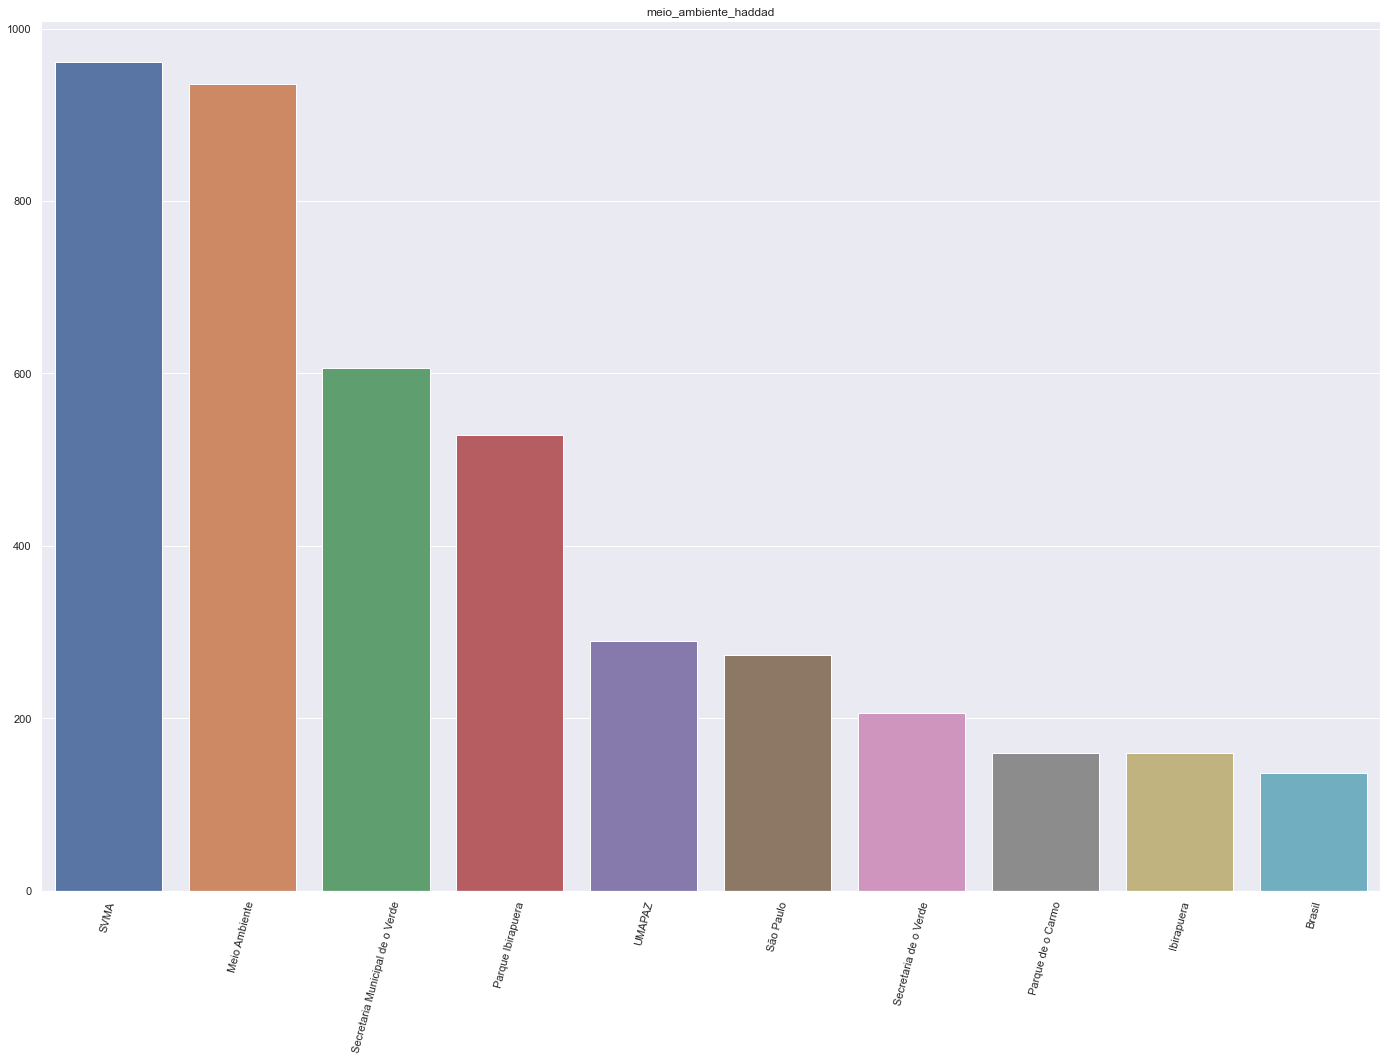 meio_ambiente_haddad
1000
800
600
400
200
0
SVMA
Meio Ambiente
Secretaria Municipal de o Verde
Parque Ibirapuera
UMAPAZ
São Paulo
Secretaria de o Verde
Parque de o Carmo
Ibirapuera
Brasil